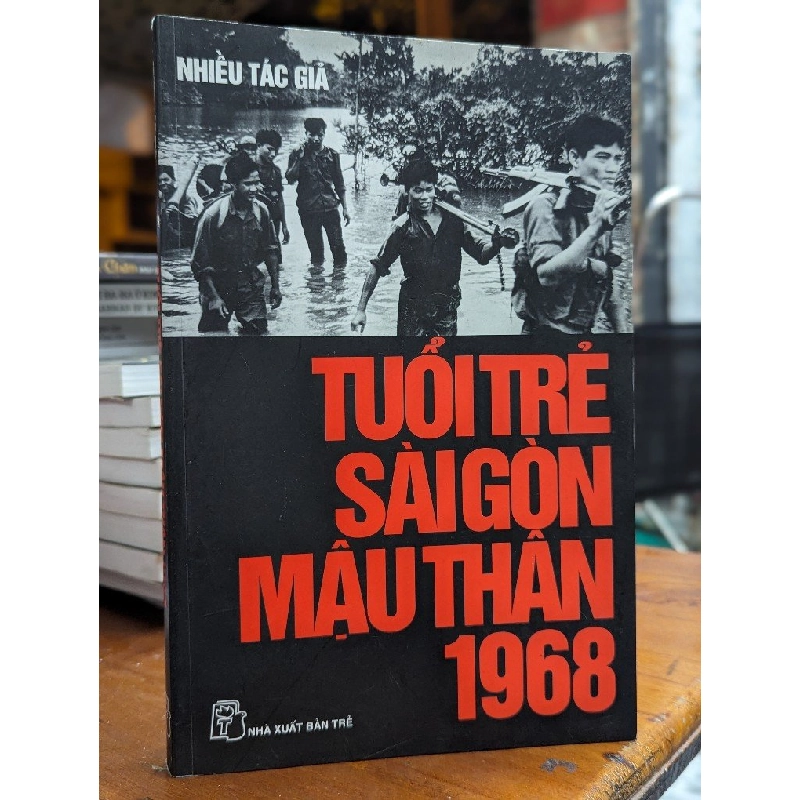 NHIỀU TÁC GIẢ
TUỔI TRẺ
SÀI GÒN
MẬU THÂN
1968
NHÀ XUẤT BẢN TRẺ